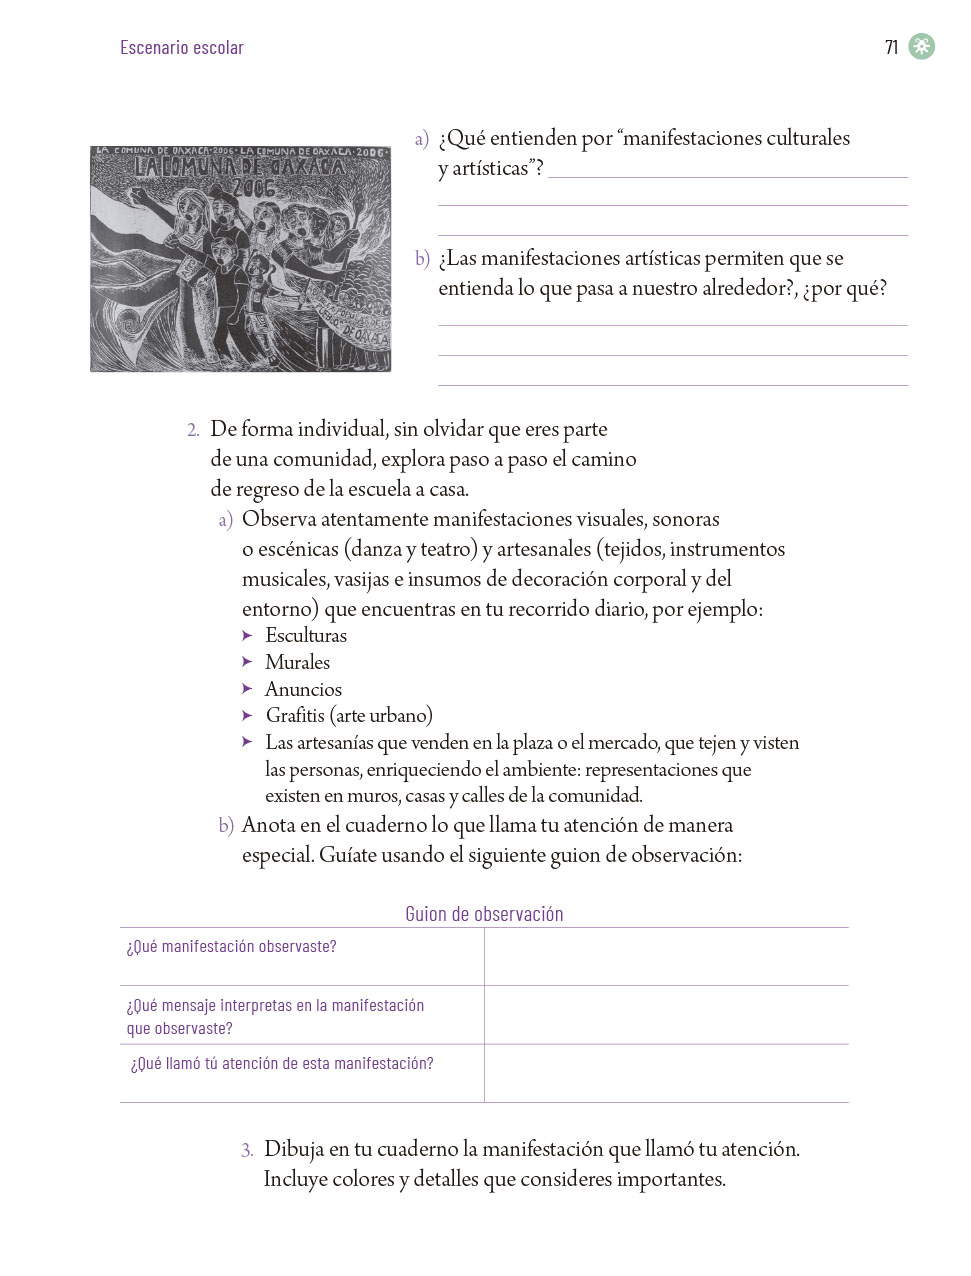 Escenario escolar
71
LA COMUNA DE OAXACA·2006·LA COMUNA DE OAXACA·2006·
LA COMUNA DE OAXACA
2006
DE OAXACA
a) ¿Qué entienden por “manifestaciones culturales
y artísticas”?
b) ¿Las manifestaciones artísticas permiten que se
entienda lo que pasa a nuestro alrededor?, ¿por qué?
2. De forma individual, sin olvidar que eres parte
de una comunidad, explora paso a paso el camino
de regreso de la escuela a casa.
a) Observa atentamente manifestaciones visuales, sonoras
o escénicas (danza y teatro) y artesanales (tejidos, instrumentos
musicales, vasijas e insumos de decoración corporal y del
entorno) que encuentras en tu recorrido diario, por ejemplo:
➤ Esculturas
➤ Murales
➤ Anuncios
➤ Grafitis (arte urbano)
➤ Las artesanías que venden en la plaza o el mercado, que tejen y visten
las personas, enriqueciendo el ambiente: representaciones que
existen en muros, casas y calles de la comunidad.
b) Anota en el cuaderno lo que llama tu atención de manera
especial. Guíate usando el siguiente guion de observación:
Guion de observación
¿Qué manifestación observaste?
¿Qué mensaje interpretas en la manifestación
que observaste?
¿Qué llamó tú atención de esta manifestación?
3. Dibuja en tu cuaderno la manifestación que llamó tu atención.
Incluye colores y detalles que consideres importantes.